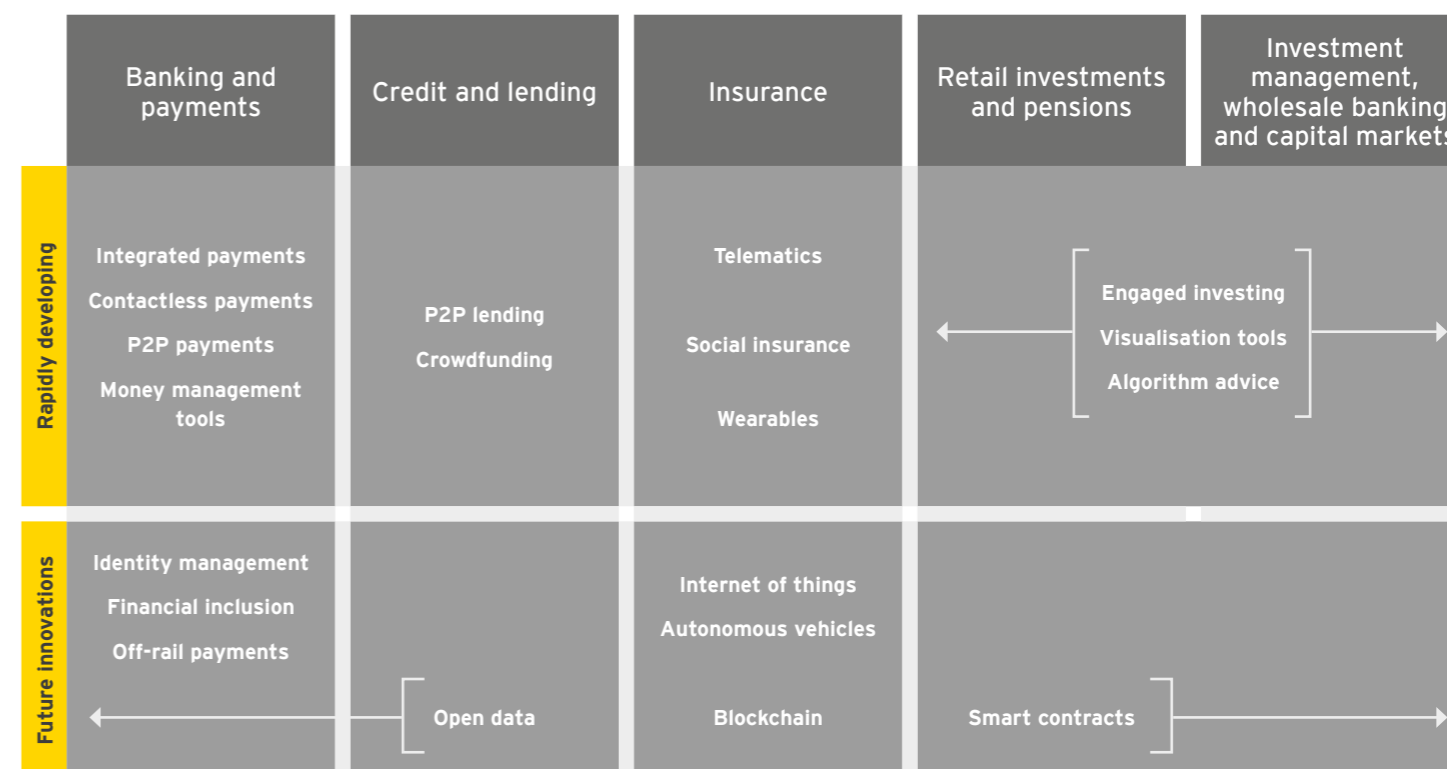 Banking and
payments
Credit and lending
Insurance
Retail investments
and pensions
Investment
management,
wholesale banking
and capital markets
Rapidly developing
Integrated payments
Contactless payments
P2P payments
Money management
tools
P2P lending
Crowdfunding
Telematics
Social insurance
Wearables
Engaged investing
Visualisation tools
Algorithm advice
Future innovations
Identity management
Financial inclusion
Off-rail payments
Internet of things
Autonomous vehicles
Open data
Blockchain
Smart contracts